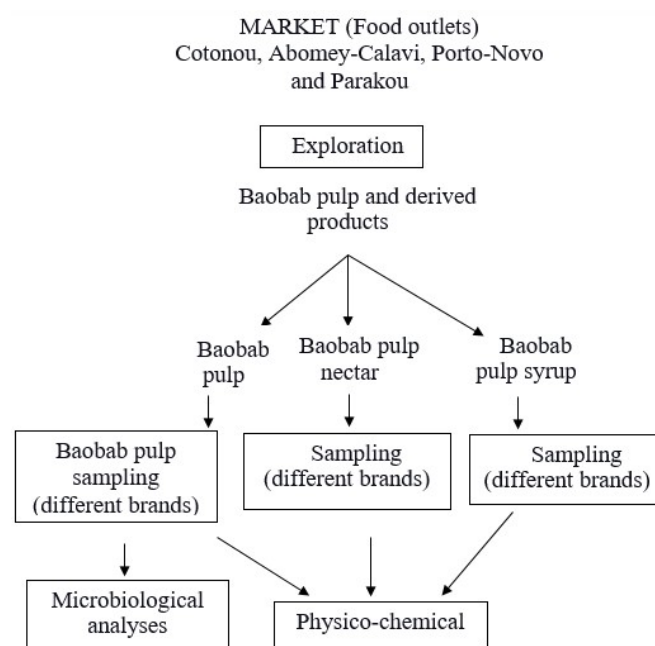 MARKET (Food outlets)
Cotonou, Abomey-Calavi, Porto-Novo
and Parakou
Exploration
Baobab pulp and derived
products
Baobab
pulp
Baobab pulp
nectar
Baobab
pulp syrup
Baobab pulp
sampling
(different brands)
Sampling
(different brands)
Sampling
(different brands)
Microbiological
analyses
Physico-chemical